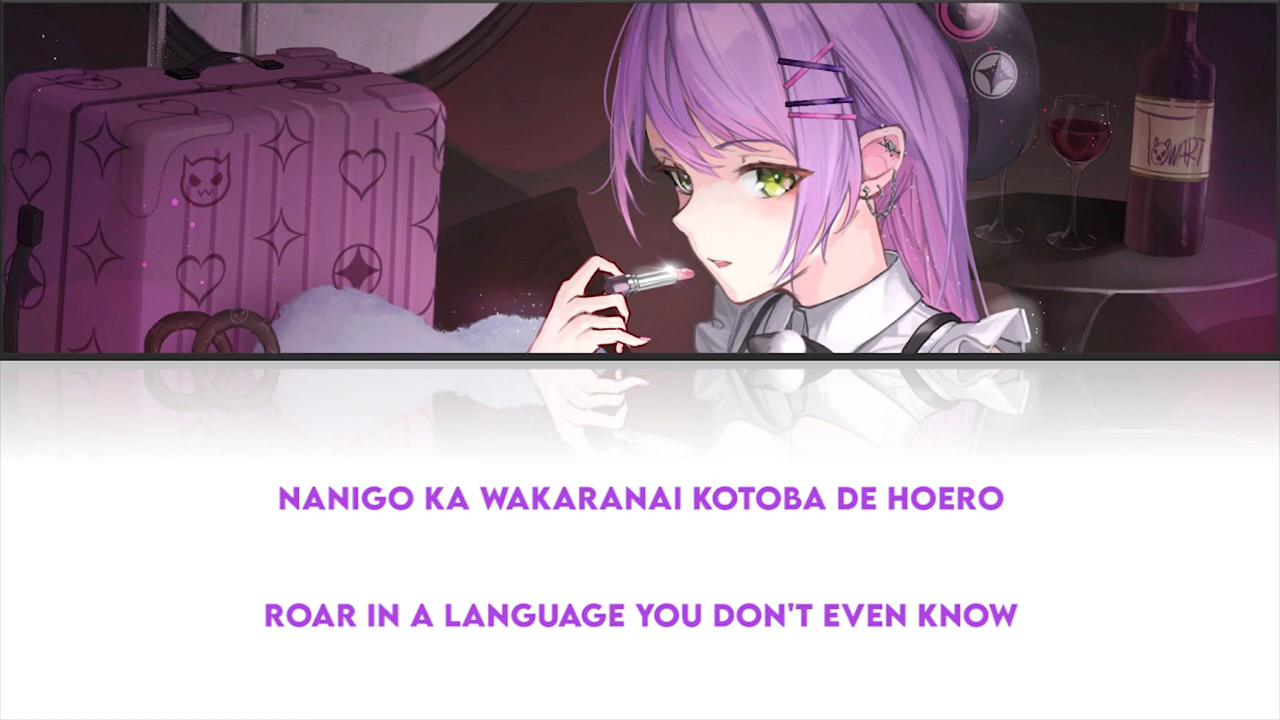 NANIGO KA WAKARANAI KOTOBA DE HOERO
ROAR IN A LANGUAGE YOU DON'T EVEN KNOW